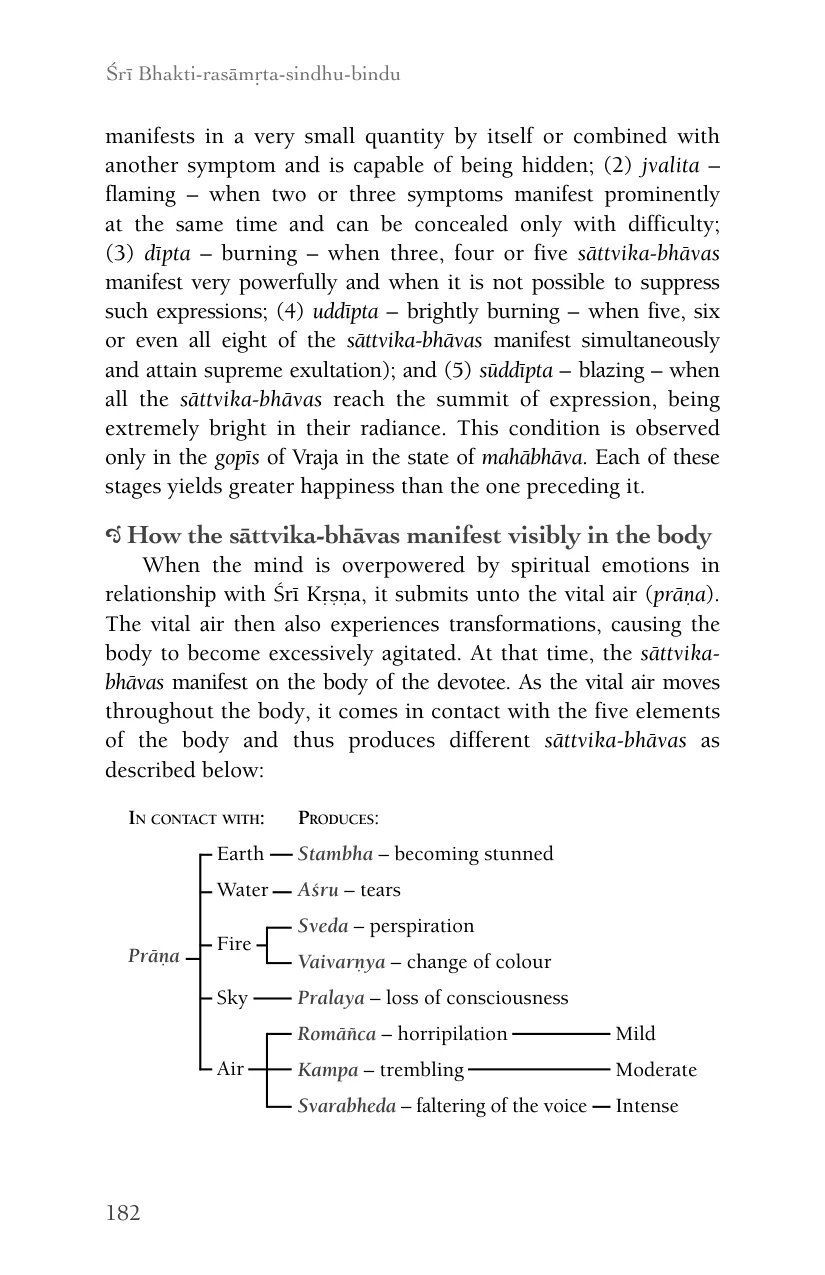 Śrī Bhakti-rasāmṛta-sindhu-bindu
manifests in a very small quantity by itself or combined with
another symptom and is capable of being hidden; (2) jvalita –
flaming – when two or three symptoms manifest prominently
at the same time and can be concealed only with difficulty;
(3) dīpta – burning – when three, four or five sāttvika-bhāvas
manifest very powerfully and when it is not possible to suppress
such expressions; (4) uddīpta – brightly burning – when five, six
or even all eight of the sāttvika-bhāvas manifest simultaneously
and attain supreme exultation); and (5) sūddīpta – blazing – when
all the sāttvika-bhāvas reach the summit of expression, being
extremely bright in their radiance. This condition is observed
only in the gopīs of Vraja in the state of mahābhāva. Each of these
stages yields greater happiness than the one preceding it.
How the sāttvika-bhāvas manifest visibly in the body
When the mind is overpowered by spiritual emotions in
relationship with Śrī Kṛṣṇa, it submits unto the vital air (prāṇa).
The vital air then also experiences transformations, causing the
body to become excessively agitated. At that time, the sāttvika-
bhāvas manifest on the body of the devotee. As the vital air moves
throughout the body, it comes in contact with the five elements
of the body and thus produces different sāttvika-bhāvas as
described below:
In contact with: Produces:
Earth Stambha – becoming stunned
Water Aśru – tears
Sveda – perspiration
Fire
Prāṇa
Vaivarṇya – change of colour
Sky Pralaya – loss of consciousness
Romāñca – horripilation Mild
Air Kampa – trembling Moderate
Svarabheda – faltering of the voice Intense
182